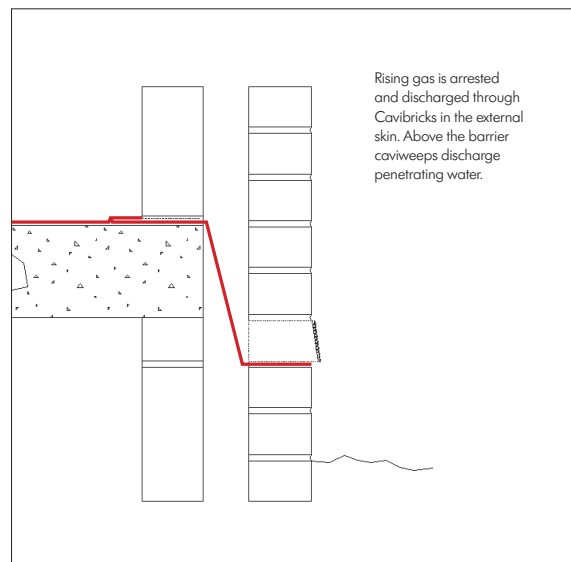 Rising gas is arrested
and discharged through
Cavibricks in the external
skin. Above the barrier
caviweeps discharge
penetrating water.